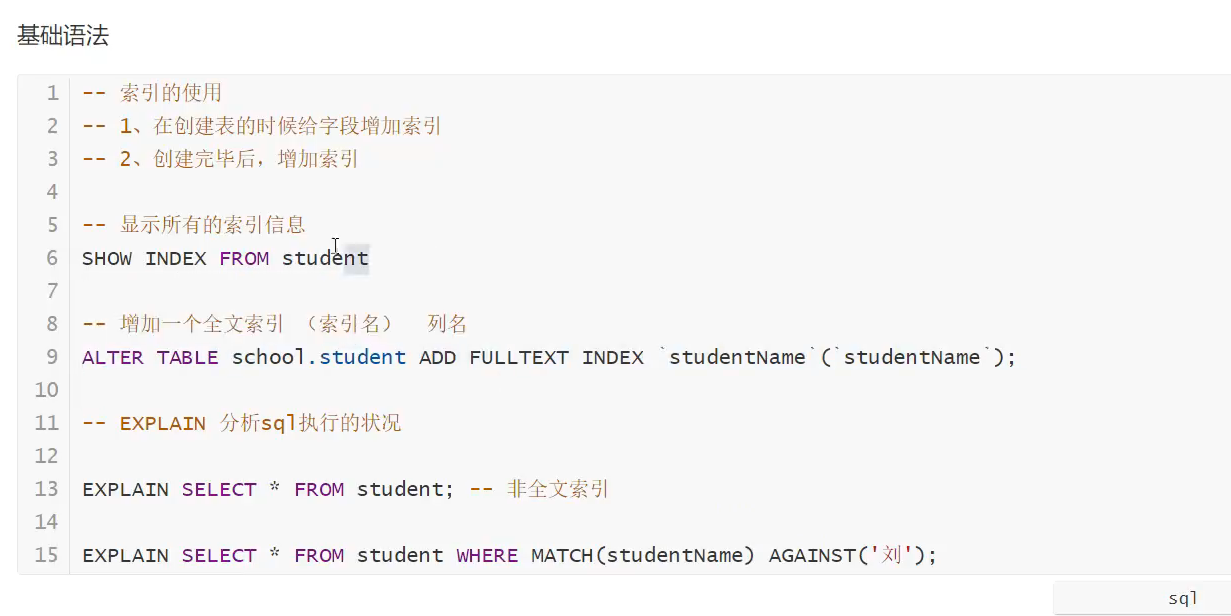 基础语法
1 -- 索引的使用
2 -- 1、在创建表的时候给字段增加索引
3 -- 2、创建完毕后，增加索引
4
5 -- 显示所有的索引信息
6 SHOW INDEX FROM student
7
8 -- 增加一个全文索引 （索引名） 列名
9 ALTER TABLE school.student ADD FULLTEXT INDEX `studentName`(`studentName`);
10
11 -- EXPLAIN 分析sql执行的状况
12
13 EXPLAIN SELECT * FROM student; -- 非全文索引
14
15 EXPLAIN SELECT * FROM student WHERE MATCH(studentName) AGAINST('刘');
sql